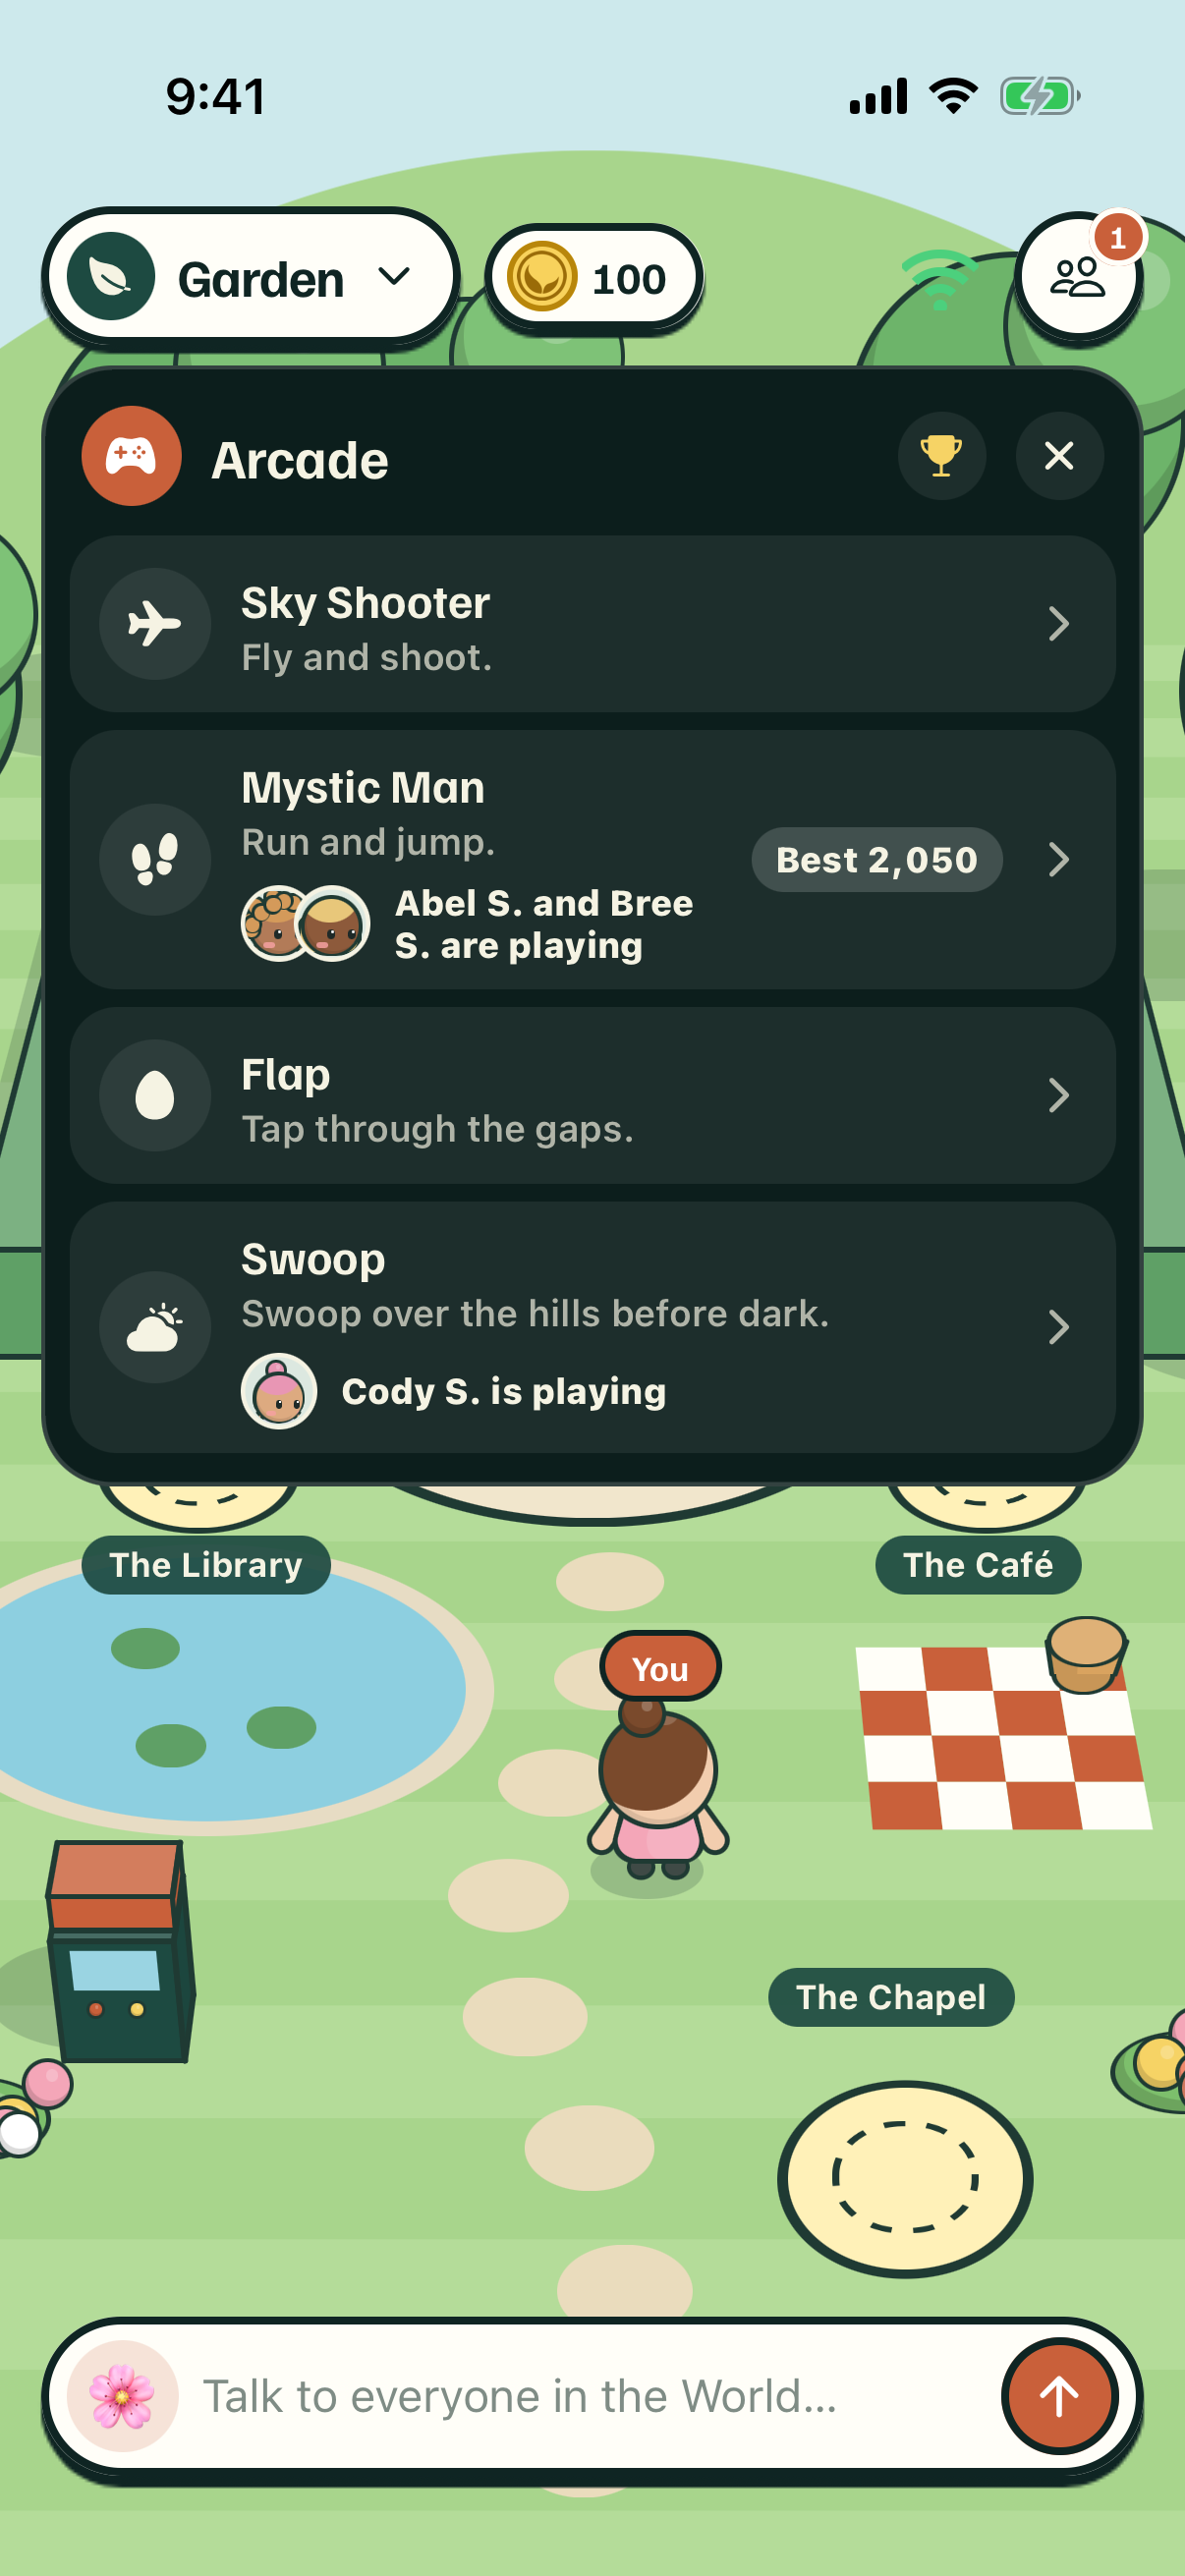 9:41
Garden
100
1
Arcade
Sky Shooter
Fly and shoot.
Mystic Man
Run and jump.
Best 2,050
Abel S. and Bree
S. are playing
Flap
Tap through the gaps.
Swoop
Swoop over the hills before dark.
Cody S. is playing
The Library
The Café
You
The Chapel
Talk to everyone in the World...